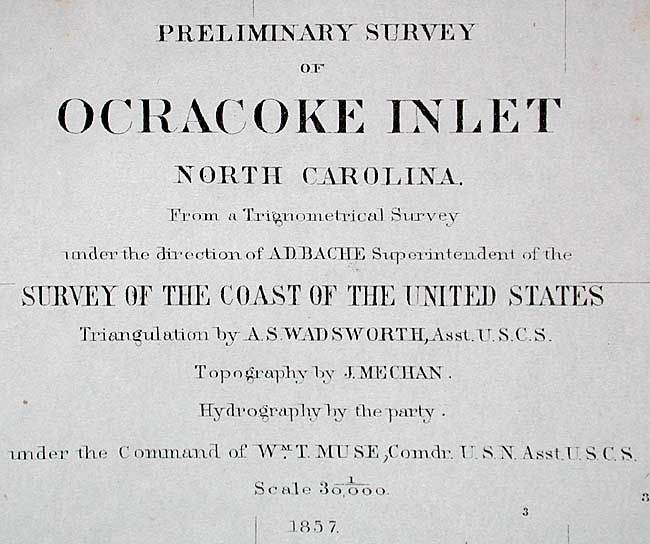 PRELIMINARY SURVEY
OF
OCRACOKE INLET
NORTH CAROLINA.
From a Trignometrical Survey
under the direction of A.D. BACHE Superintendent of the
SURVEY OF THE COAST OF THE UNITED STATES
Triangulation by A.S. WADSWORTH, Asst. U.S.C.S.
Topography by J. MECHAN.
Hydrography by the party.
under the Command of Wm. T. MUSE, Comdr. U.S.N. Asst. U.S.C.S.
Scale 1/30,000
3
3
1857.